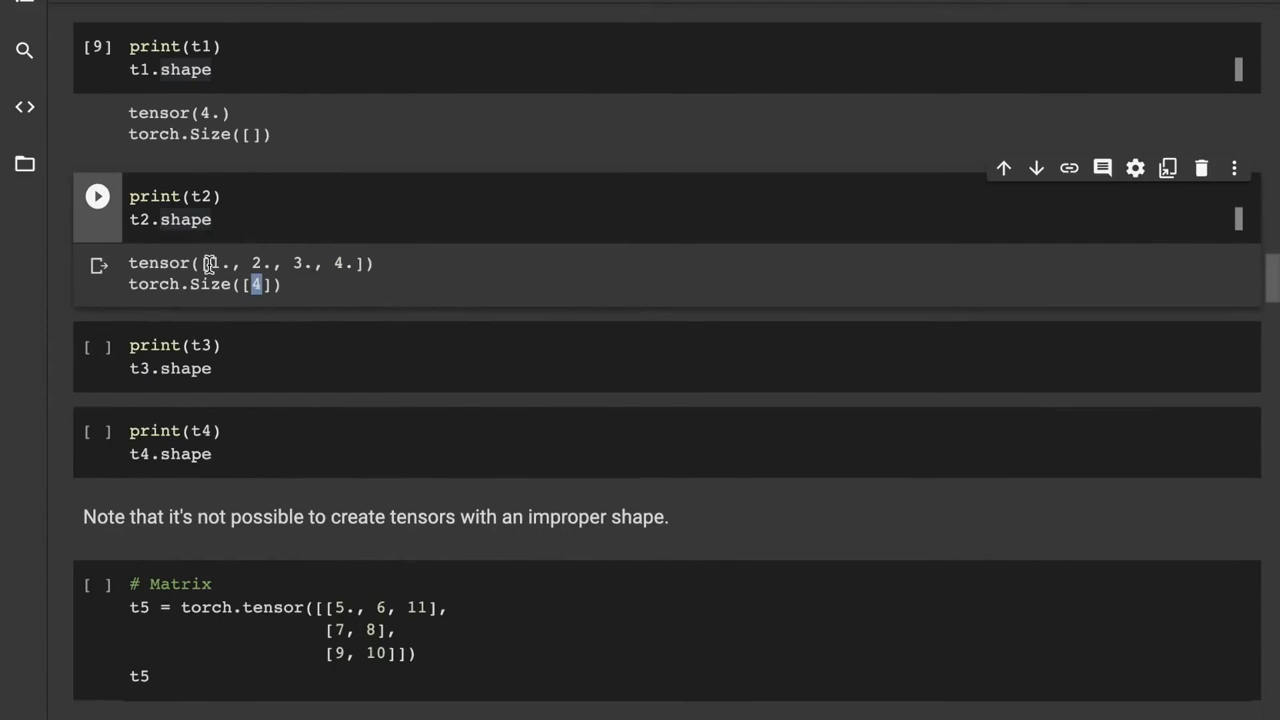 [9] print(t1)
t1.shape
tensor(4.)
torch.Size([])
print(t2)
t2.shape
tensor([1., 2., 3., 4.])
torch.Size([4])
[ ] print(t3)
t3.shape
[ ] print(t4)
t4.shape
Note that it's not possible to create tensors with an improper shape.
[ ] # Matrix
t5 = torch.tensor([[5., 6, 11],
[7, 8],
[9, 10]])
t5